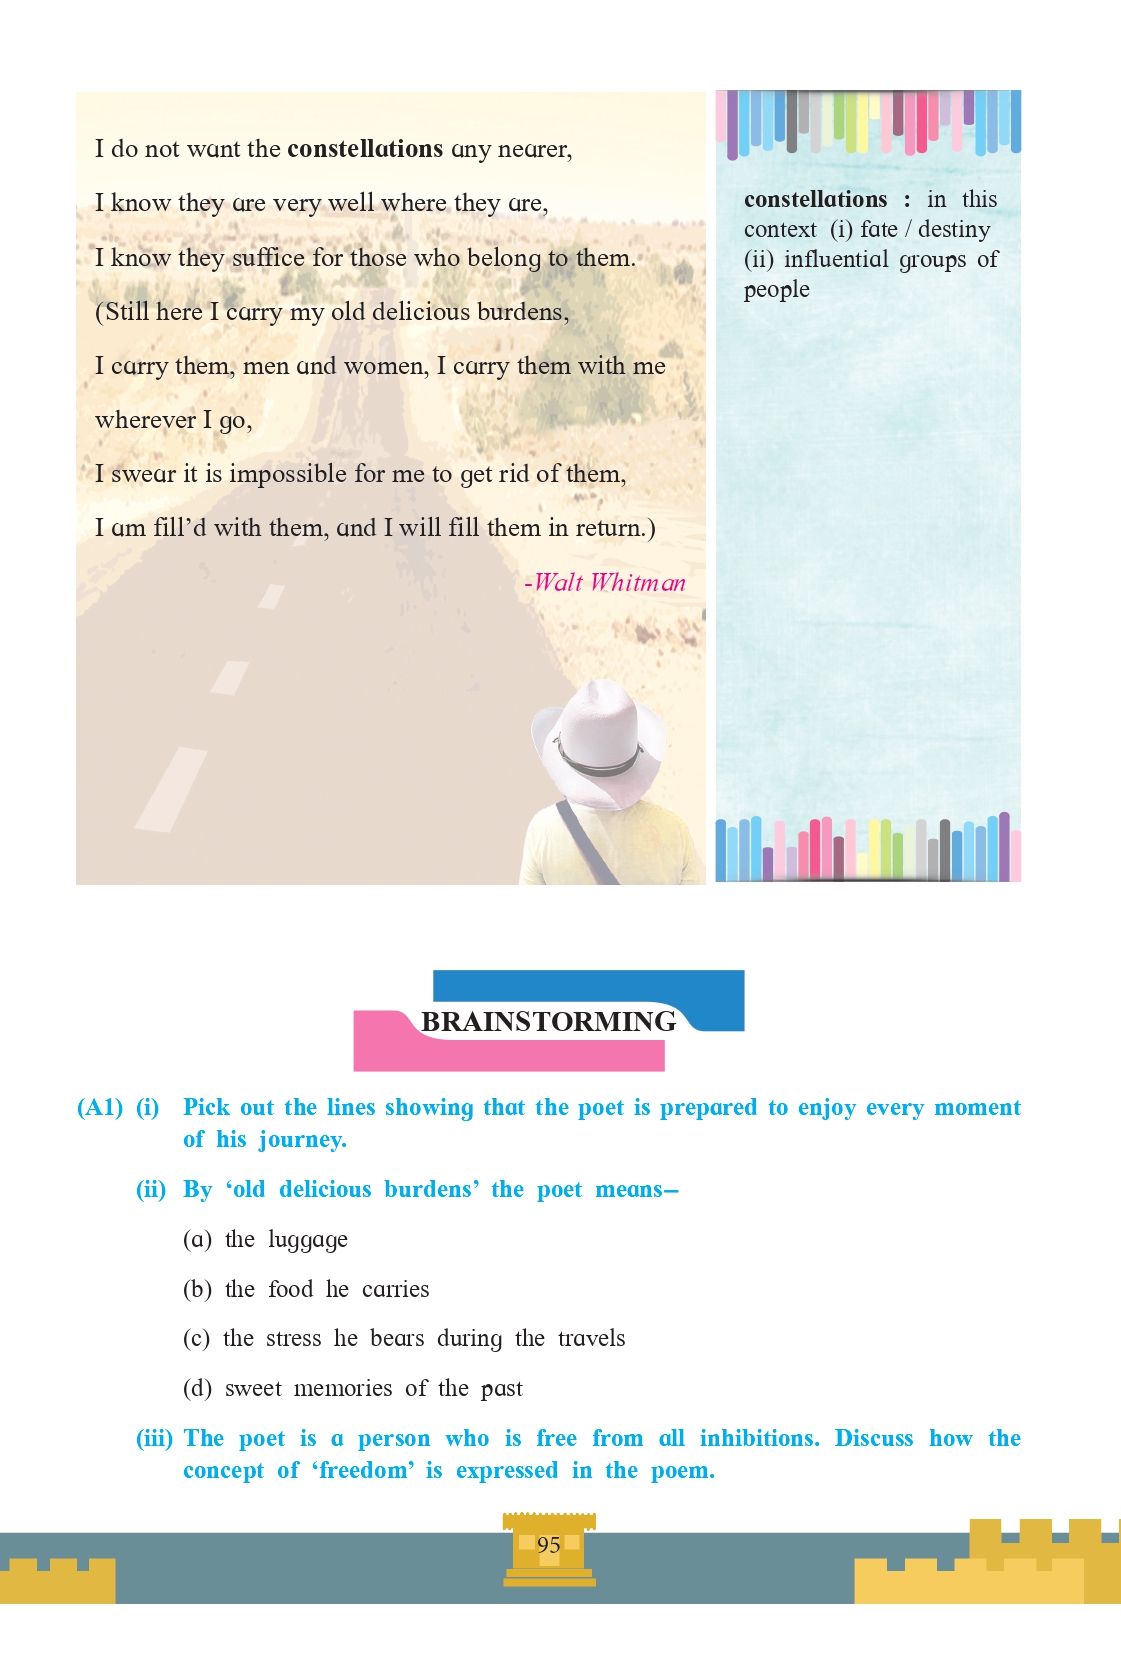 I do not want the constellations any nearer,
I know they are very well where they are,
I know they suffice for those who belong to them.
(Still here I carry my old delicious burdens,
I carry them, men and women, I carry them with me
wherever I go,
I swear it is impossible for me to get rid of them,
I am fill’d with them, and I will fill them in return.)
-Walt Whitman
constellations : in this
context (i) fate / destiny
(ii) influential groups of
people
BRAINSTORMING
(A1) (i) Pick out the lines showing that the poet is prepared to enjoy every moment
of his journey.
(ii) By ‘old delicious burdens’ the poet means–
(a) the luggage
(b) the food he carries
(c) the stress he bears during the travels
(d) sweet memories of the past
(iii) The poet is a person who is free from all inhibitions. Discuss how the
concept of ‘freedom’ is expressed in the poem.
95